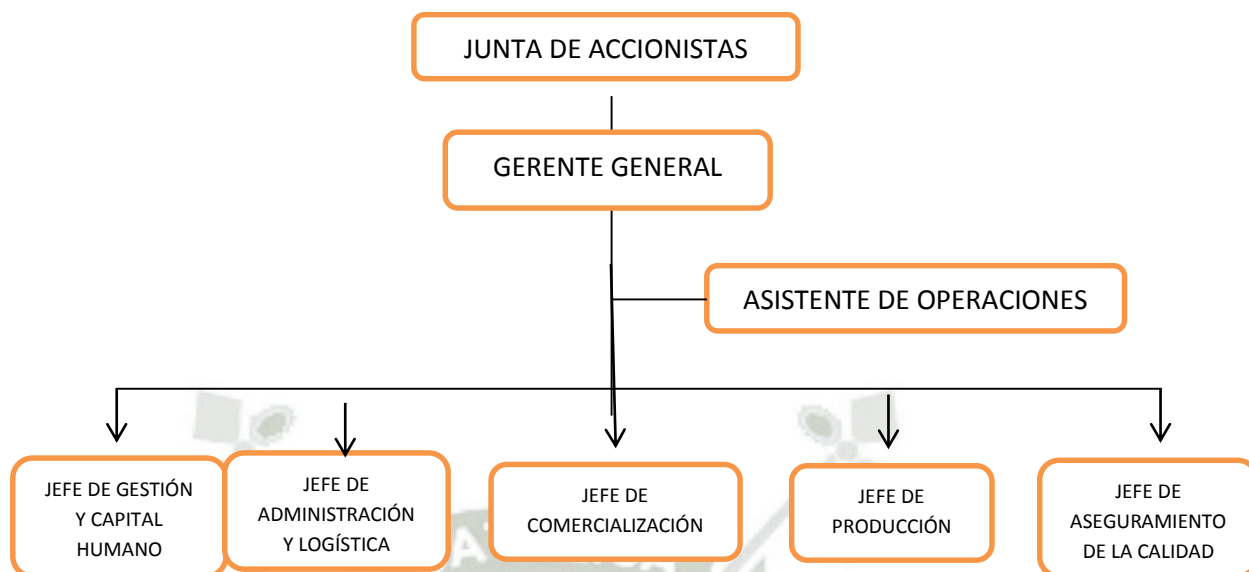 JUNTA DE ACCIONISTAS
GERENTE GENERAL
ASISTENTE DE OPERACIONES
JEFE DE GESTIÓN
Y CAPITAL
HUMANO
JEFE DE
ADMINISTRACIÓN
Y LOGÍSTICA
JEFE DE
COMERCIALIZACIÓN
JEFE DE
PRODUCCIÓN
JEFE DE
ASEGURAMIENTO
DE LA CALIDAD